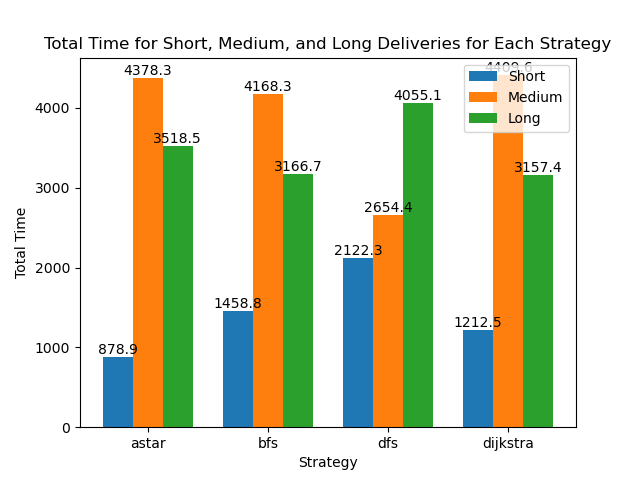 Total Time for Short, Medium, and Long Deliveries for Each Strategy
Total Time
4000
3000
2000
1000
0
878.9
4378.3
3518.5
1458.8
4168.3
3166.7
2122.3
2654.4
4055.1
1212.5
3157.4
Short
Medium
Long
astar
bfs
dfs
dijkstra
Strategy